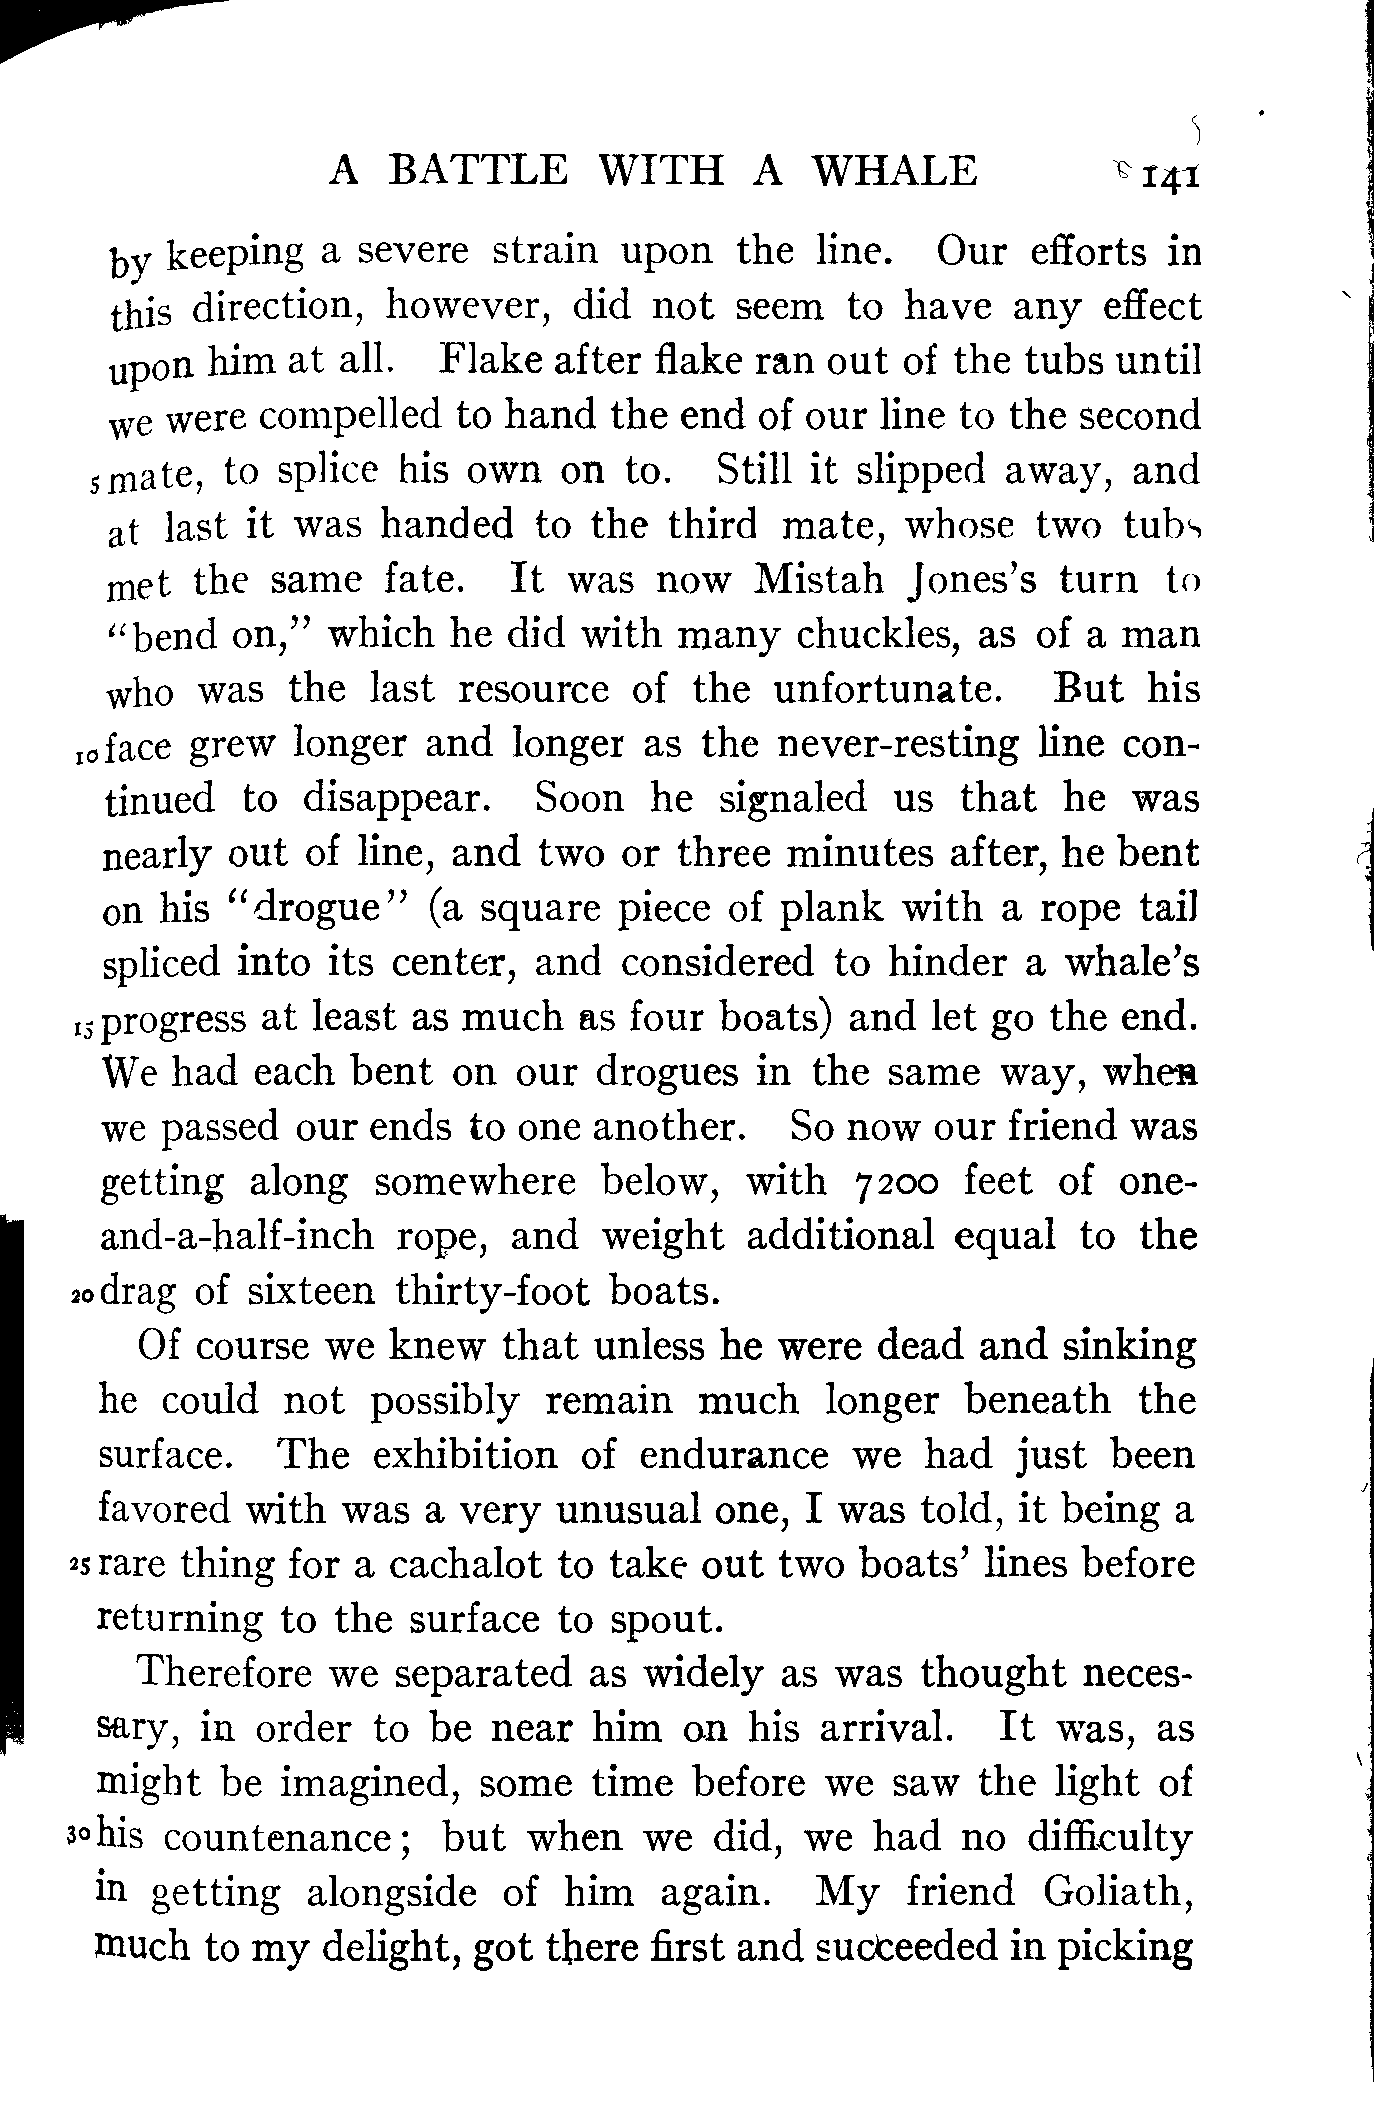 A BATTLE WITH A WHALE 141
by keeping a severe strain upon the line. Our efforts in
this direction, however, did not seem to have any effect
upon him at all. Flake after flake ran out of the tubs until
we were compelled to hand the end of our line to the second
5 mate, to splice his own on to. Still it slipped away, and
at last it was handed to the third mate, whose two tubs
met the same fate. It was now Mistah Jones's turn to
"bend on," which he did with many chuckles, as of a man
who was the last resource of the unfortunate. But his
10 face grew longer and longer as the never-resting line con-
tinued to disappear. Soon he signaled us that he was
nearly out of line, and two or three minutes after, he bent
on his "drogue" (a square piece of plank with a rope tail
spliced into its center, and considered to hinder a whale's
15 progress at least as much as four boats) and let go the end.
We had each bent on our drogues in the same way, when
we passed our ends to one another. So now our friend was
getting along somewhere below, with 7200 feet of one-
and-a-half-inch rope, and weight additional equal to the
20 drag of sixteen thirty-foot boats.
Of course we knew that unless he were dead and sinking
he could not possibly remain much longer beneath the
surface. The exhibition of endurance we had just been
favored with was a very unusual one, I was told, it being a
25 rare thing for a cachalot to take out two boats' lines before
returning to the surface to spout.
Therefore we separated as widely as was thought neces-
sary, in order to be near him on his arrival. It was, as
might be imagined, some time before we saw the light of
30 his countenance; but when we did, we had no difficulty
in getting alongside of him again. My friend Goliath,
much to my delight, got there first and succeeded in picking